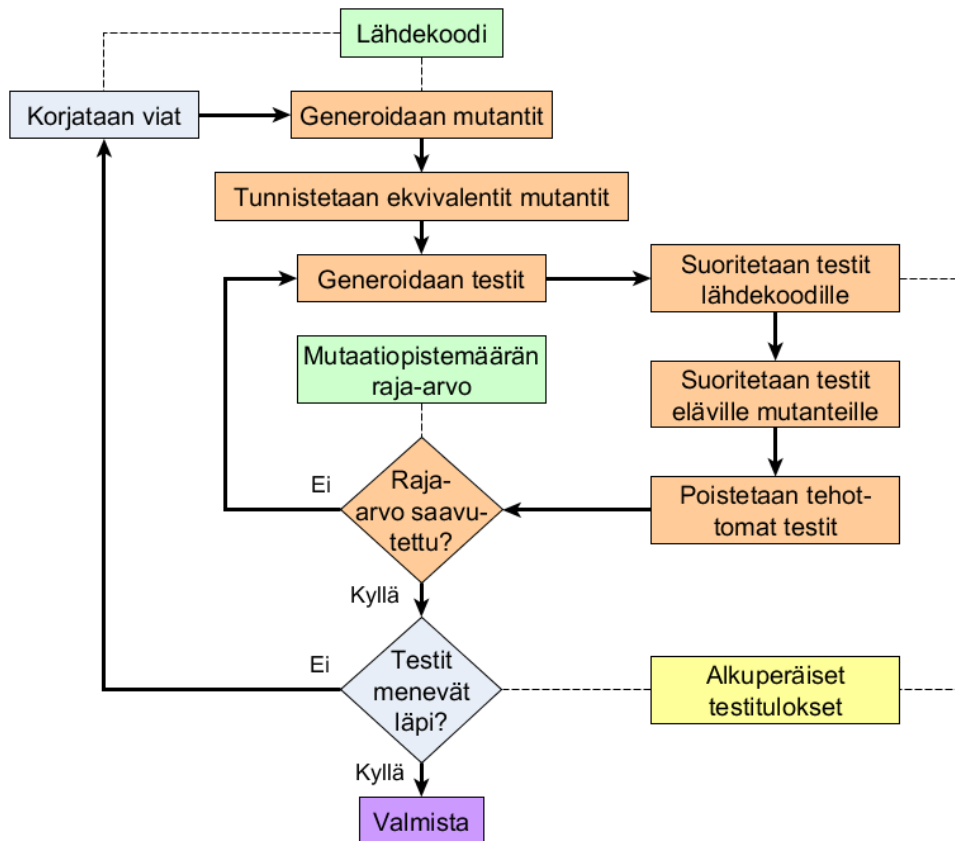 Lähdekoodi
Korjataan viat
Generoidaan mutantit
Tunnistetaan ekvivalentit mutantit
Generoidaan testit
Suoritetaan testit
lähdekoodille
Mutaatiopistemäärän
raja-arvo
Suoritetaan testit
eläville mutanteille
Ei
Raja-
arvo saavu-
tettu?
Poistetaan tehot-
tomat testit
Kyllä
Ei
Testit
menevät
läpi?
Alkuperäiset
testitulokset
Kyllä
Valmista